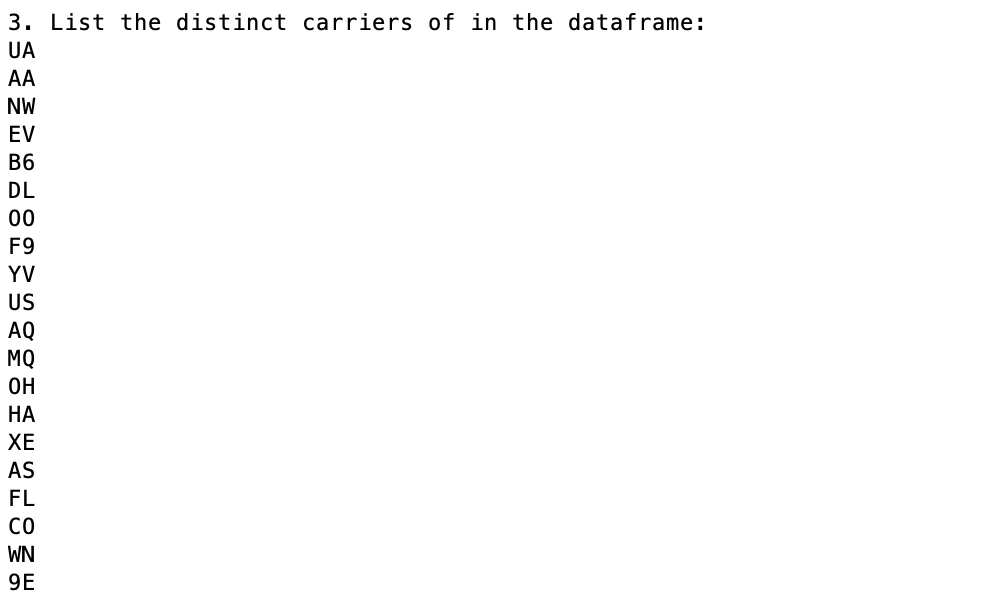 3. List the distinct carriers of in the dataframe:
UA
AA
NW
EV
B6
DL
OO
F9
YV
US
AQ
MQ
OH
HA
XE
AS
FL
CO
WN
9E